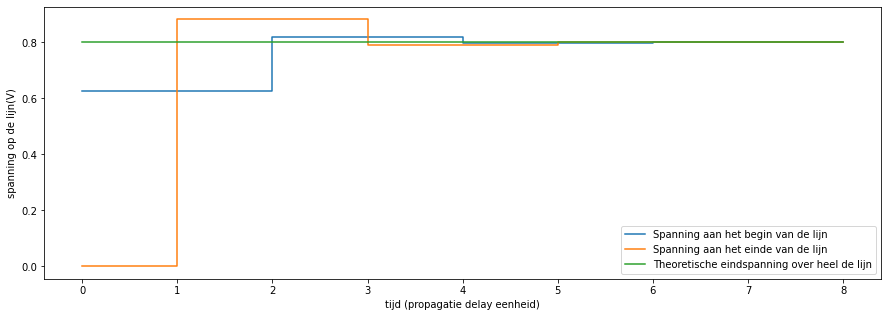 0.8
0.6
0.4
0.2
0.0
spanning op de lijn(V)
0 1 2 3 4 5 6 7 8
tijd (propagatie delay eenheid)
Spanning aan het begin van de lijn
Spanning aan het einde van de lijn
Theoretische eindspanning over heel de lijn